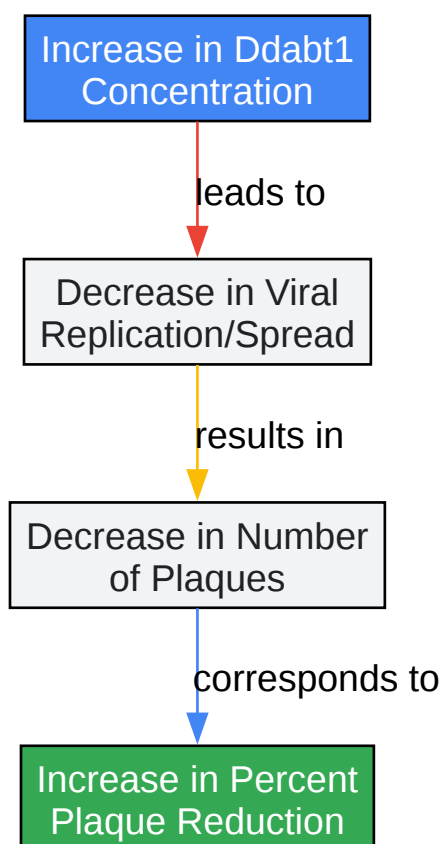 Increase in Ddabt1
Concentration
leads to
Decrease in Viral
Replication/Spread
results in
Decrease in Number
of Plaques
corresponds to
Increase in Percent
Plaque Reduction